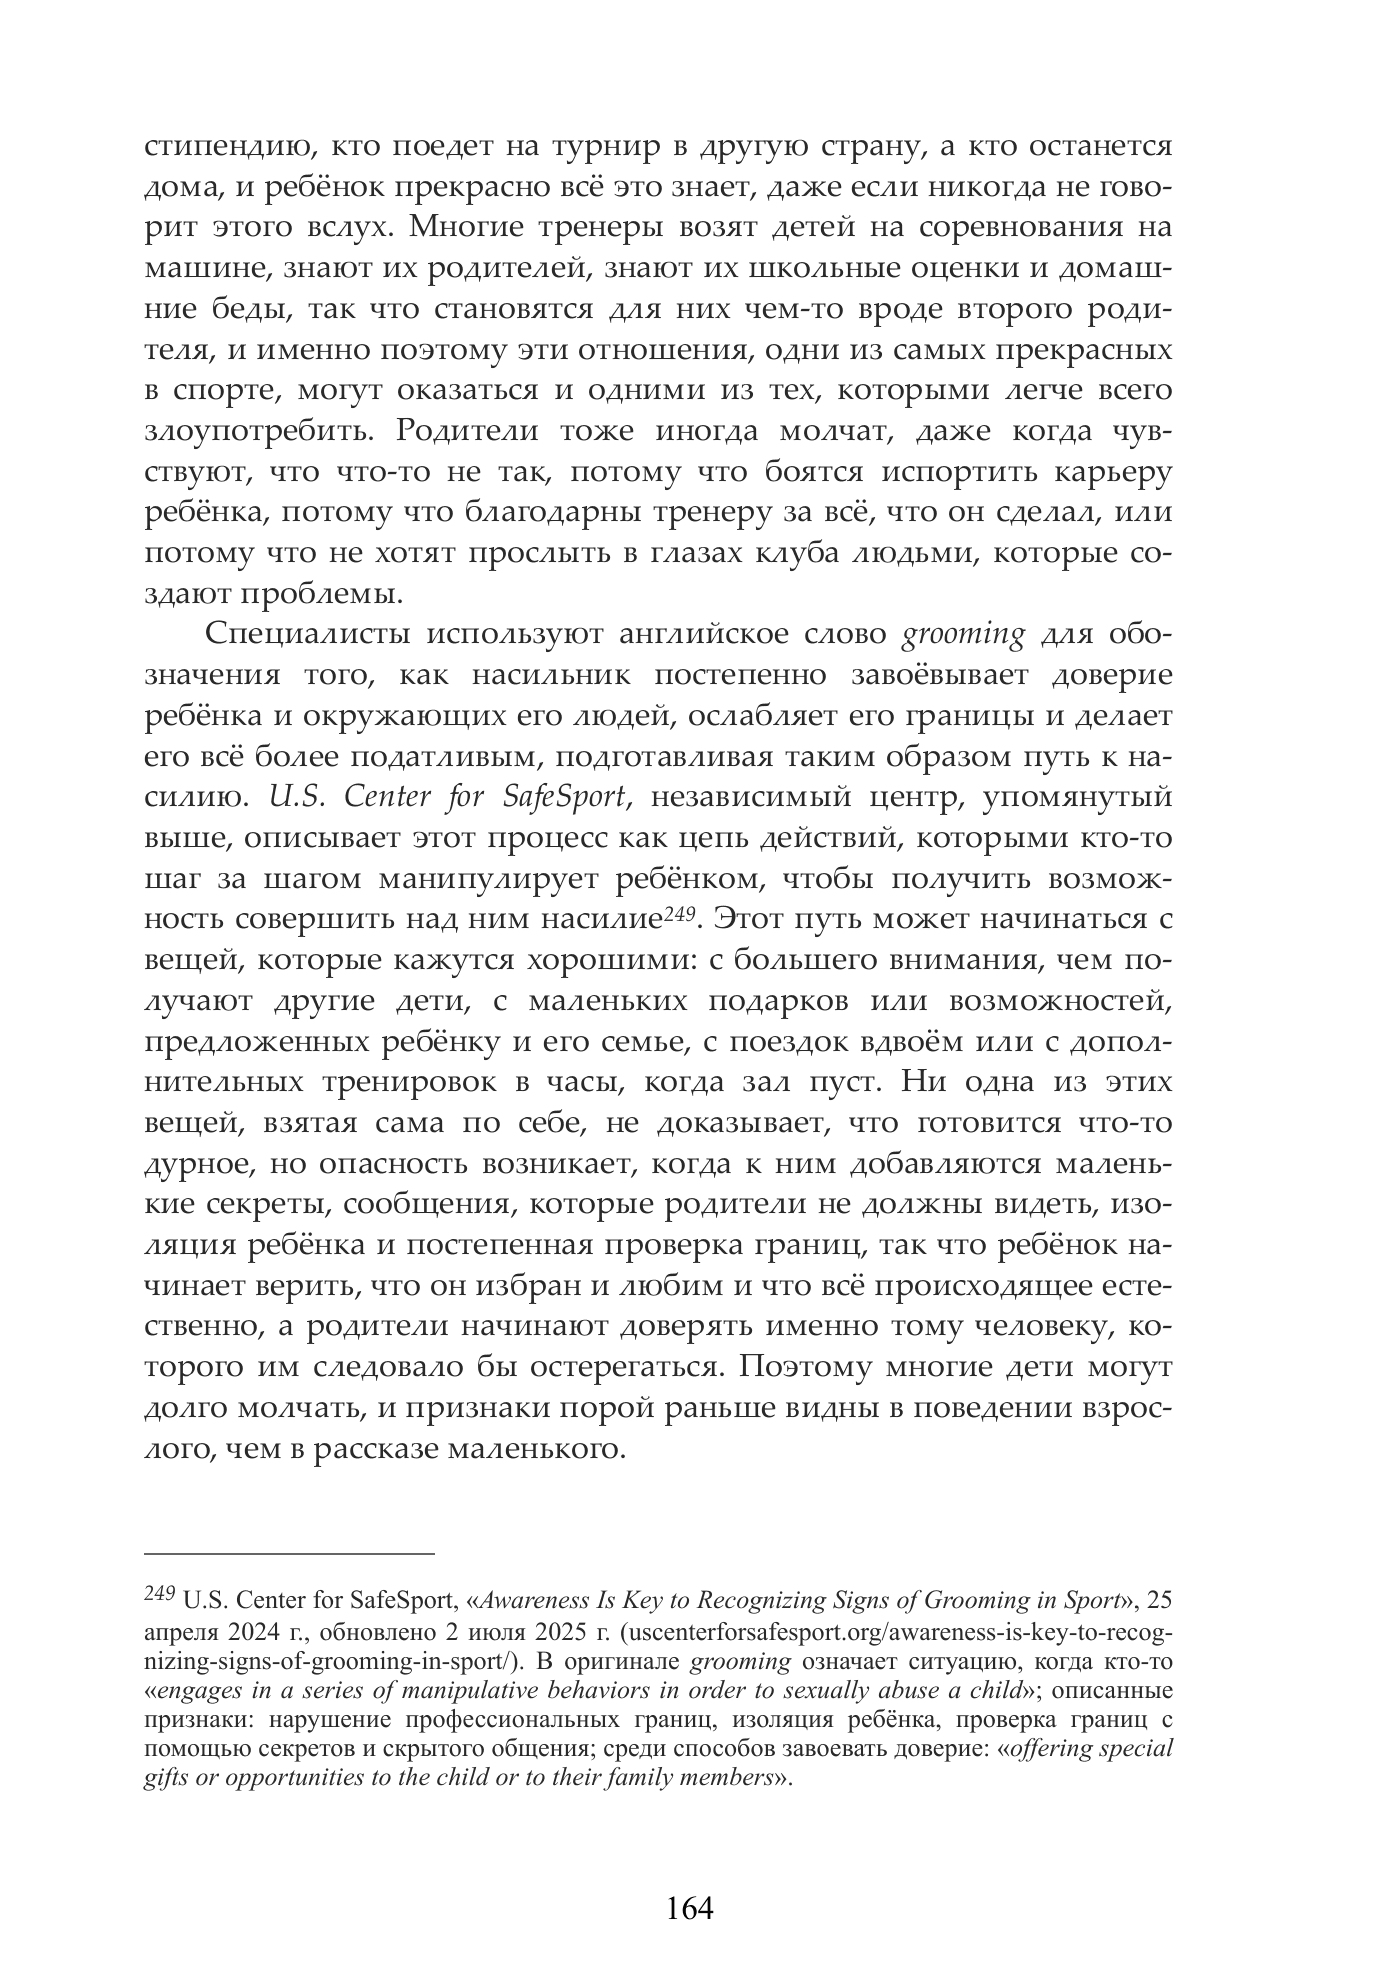 стипендию, кто поедет на турнир в другую страну, а кто останется
дома, и ребёнок прекрасно всё это знает, даже если никогда не гово-
рит этого вслух. Многие тренеры возят детей на соревнования на
машине, знают их родителей, знают их школьные оценки и домаш-
ние беды, так что становятся для них чем-то вроде второго роди-
теля, и именно поэтому эти отношения, одни из самых прекрасных
в спорте, могут оказаться и одними из тех, которыми легче всего
злоупотребить. Родители тоже иногда молчат, даже когда чув-
ствуют, что что-то не так, потому что боятся испортить карьеру
ребёнка, потому что благодарны тренеру за всё, что он сделал, или
потому что не хотят прослыть в глазах клуба людьми, которые со-
здают проблемы.
Специалисты используют английское слово grooming для обо-
значения того, как насильник постепенно завоёвывает доверие
ребёнка и окружающих его людей, ослабляет его границы и делает
его всё более податливым, подготавливая таким образом путь к на-
силию. U.S. Center for SafeSport, независимый центр, упомянутый
выше, описывает этот процесс как цепь действий, которыми кто-то
шаг за шагом манипулирует ребёнком, чтобы получить возмож-
ность совершить над ним насилие249. Этот путь может начинаться с
вещей, которые кажутся хорошими: с большего внимания, чем по-
лучают другие дети, с маленьких подарков или возможностей,
предложенных ребёнку и его семье, с поездок вдвоём или с допол-
нительных тренировок в часы, когда зал пуст. Ни одна из этих
вещей, взятая сама по себе, не доказывает, что готовится что-то
дурное, но опасность возникает, когда к ним добавляются малень-
кие секреты, сообщения, которые родители не должны видеть, изо-
ляция ребёнка и постепенная проверка границ, так что ребёнок на-
чинает верить, что он избран и любим и что всё происходящее есте-
ственно, а родители начинают доверять именно тому человеку, ко-
торого им следовало бы остерегаться. Поэтому многие дети могут
долго молчать, и признаки порой раньше видны в поведении взрос-
лого, чем в рассказе маленького.
249 U.S. Center for SafeSport, «Awareness Is Key to Recognizing Signs of Grooming in Sport», 25
апреля 2024 г., обновлено 2 июля 2025 г. (uscenterforsafesport.org/awareness-is-key-to-recog-
nizing-signs-of-grooming-in-sport/). В оригинале grooming означает ситуацию, когда кто-то
«engages in a series of manipulative behaviors in order to sexually abuse a child»; описанные
признаки: нарушение профессиональных границ, изоляция ребёнка, проверка границ с
помощью секретов и скрытого общения; среди способов завоевать доверие: «offering special
gifts or opportunities to the child or to their family members».
164